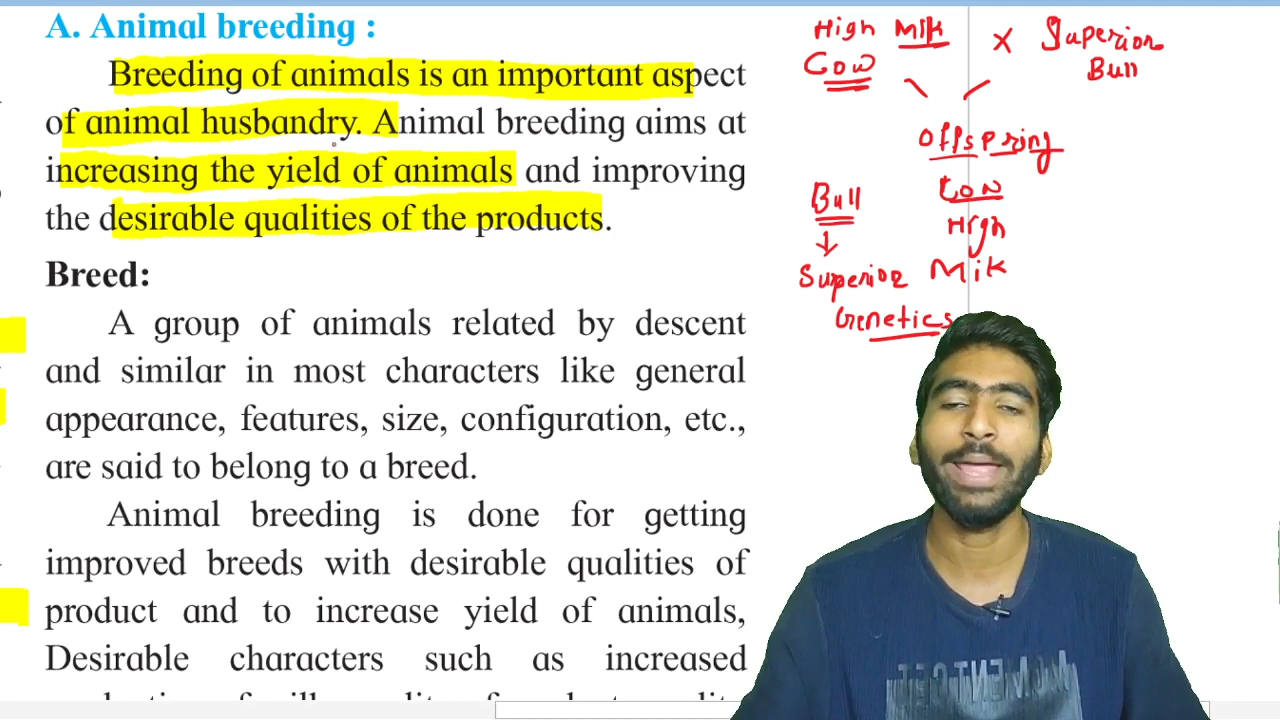 A. Animal breeding :
Breeding of animals is an important aspect
of animal husbandry. Animal breeding aims at
increasing the yield of animals and improving
the desirable qualities of the products.
Breed:
A group of animals related by descent
and similar in most characters like general
appearance, features, size, configuration, etc.,
are said to belong to a breed.
Animal breeding is done for getting
improved breeds with desirable qualities of
product and to increase yield of animals,
Desirable characters such as increased
High Milk × Superior
Cow Bull
Offspring
Bull Cow
High
Superior Milk
Genetics